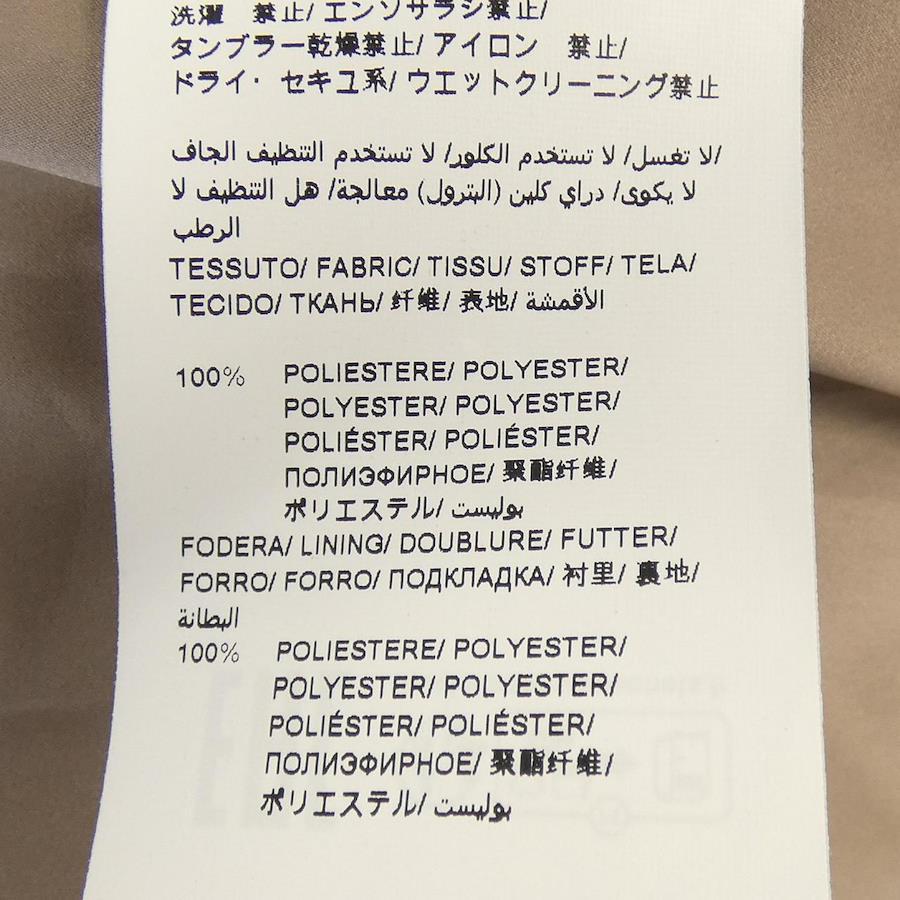 洗濯　禁止/ エンソサラシ禁止/
タンブラー乾燥禁止/ アイロン　禁止/
ドライ・ セキユ系/ ウエットクリーニング禁止
لا تغسل/ لا تستخدم الكلور/ لا تستخدم التنظيف الجاف/
لا يكوى/ دراي كلين (البترول) معالجة/ هل التنظيف لا
الرطب
TESSUTO/ FABRIC/ TISSU/ STOFF/ TELA/
TECIDO/ ТКАНЬ/ 纤维/ 表地/ الأقمشة
100% POLIESTERE/ POLYESTER/
POLYESTER/ POLYESTER/
POLIÉSTER/ POLIÉSTER/
ПОЛИЭФИРНОЕ/ 聚酯纤维/
ポリエステル/ بوليست
FODERA/ LINING/ DOUBLURE/ FUTTER/
FORRO/ FORRO/ ПОДКЛАДКА/ 衬里/ 裏地/
البطانة
100% POLIESTERE/ POLYESTER/
POLYESTER/ POLYESTER/
POLIÉSTER/ POLIÉSTER/
ПОЛИЭФИРНОЕ/ 聚酯纤维/
ポリエステル/ بوليست